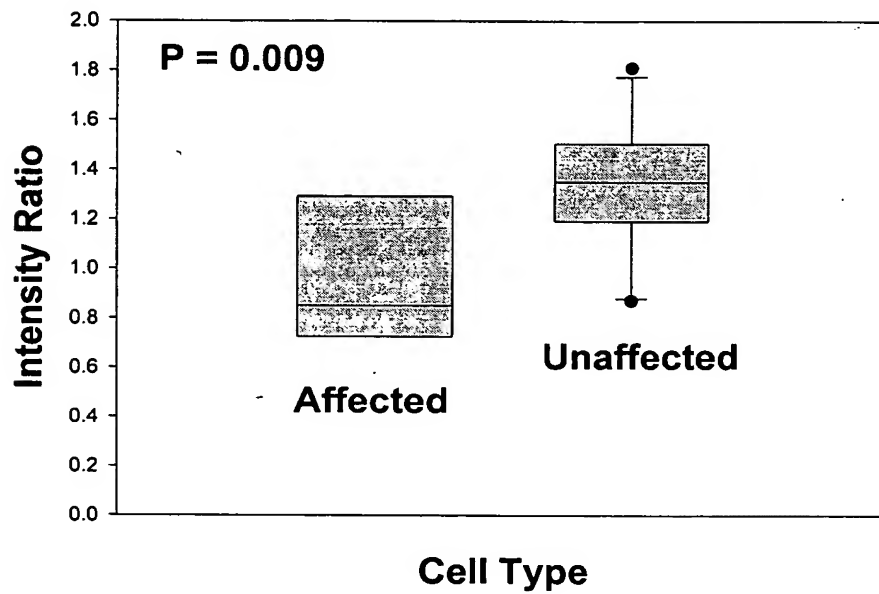 P = 0.009
Intensity Ratio
2.0
1.8
1.6
1.4
1.2
1.0
0.8
0.6
0.4
0.2
0.0
Unaffected
Affected
Cell Type